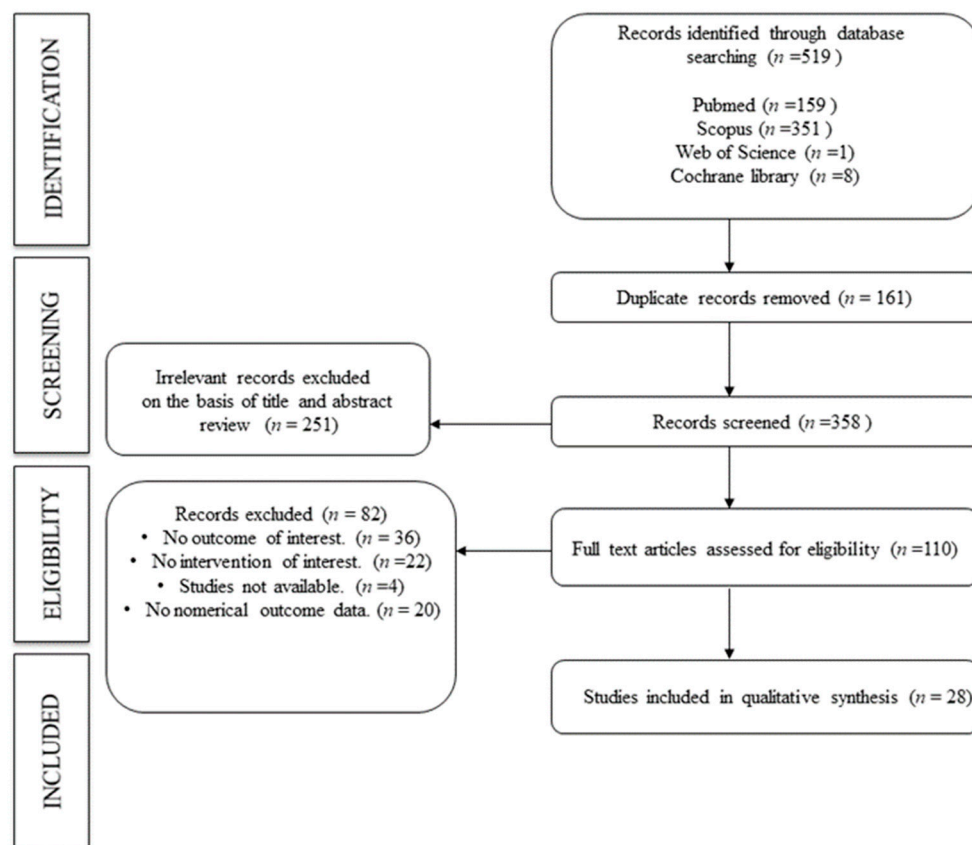 IDENTIFICATION
Records identified through database
searching (n =519 )
Pubmed (n =159 )
Scopus (n =351 )
Web of Science (n =1)
Cochrane library (n =8)
SCREENING
Duplicate records removed (n = 161)
Irrelevant records excluded
on the basis of title and abstract
review (n = 251)
Records screened (n =358 )
ELIGIBILITY
Records excluded (n = 82)
• No outcome of interest. (n = 36)
• No intervention of interest. (n =22)
• Studies not available. (n =4)
• No nomerical outcome data. (n = 20)
Full text articles assessed for eligibility (n =110)
INCLUDED
Studies included in qualitative synthesis (n = 28)